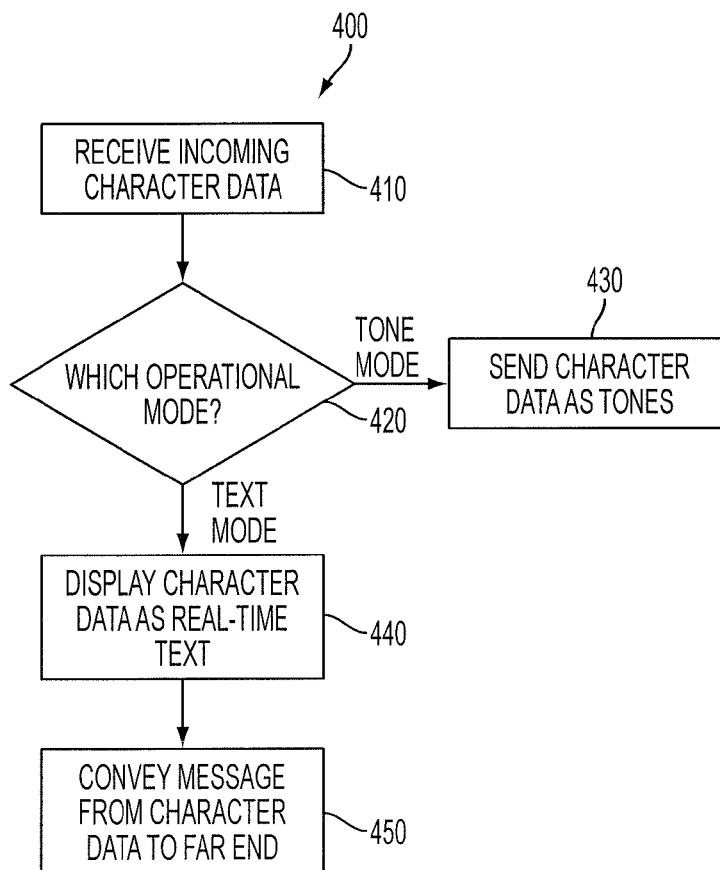 400
RECEIVE INCOMING
CHARACTER DATA
410
WHICH OPERATIONAL
MODE?
420
TONE
MODE
430
SEND CHARACTER
DATA AS TONES
TEXT
MODE
DISPLAY CHARACTER
DATA AS REAL-TIME
TEXT
440
CONVEY MESSAGE
FROM CHARACTER
DATA TO FAR END
450